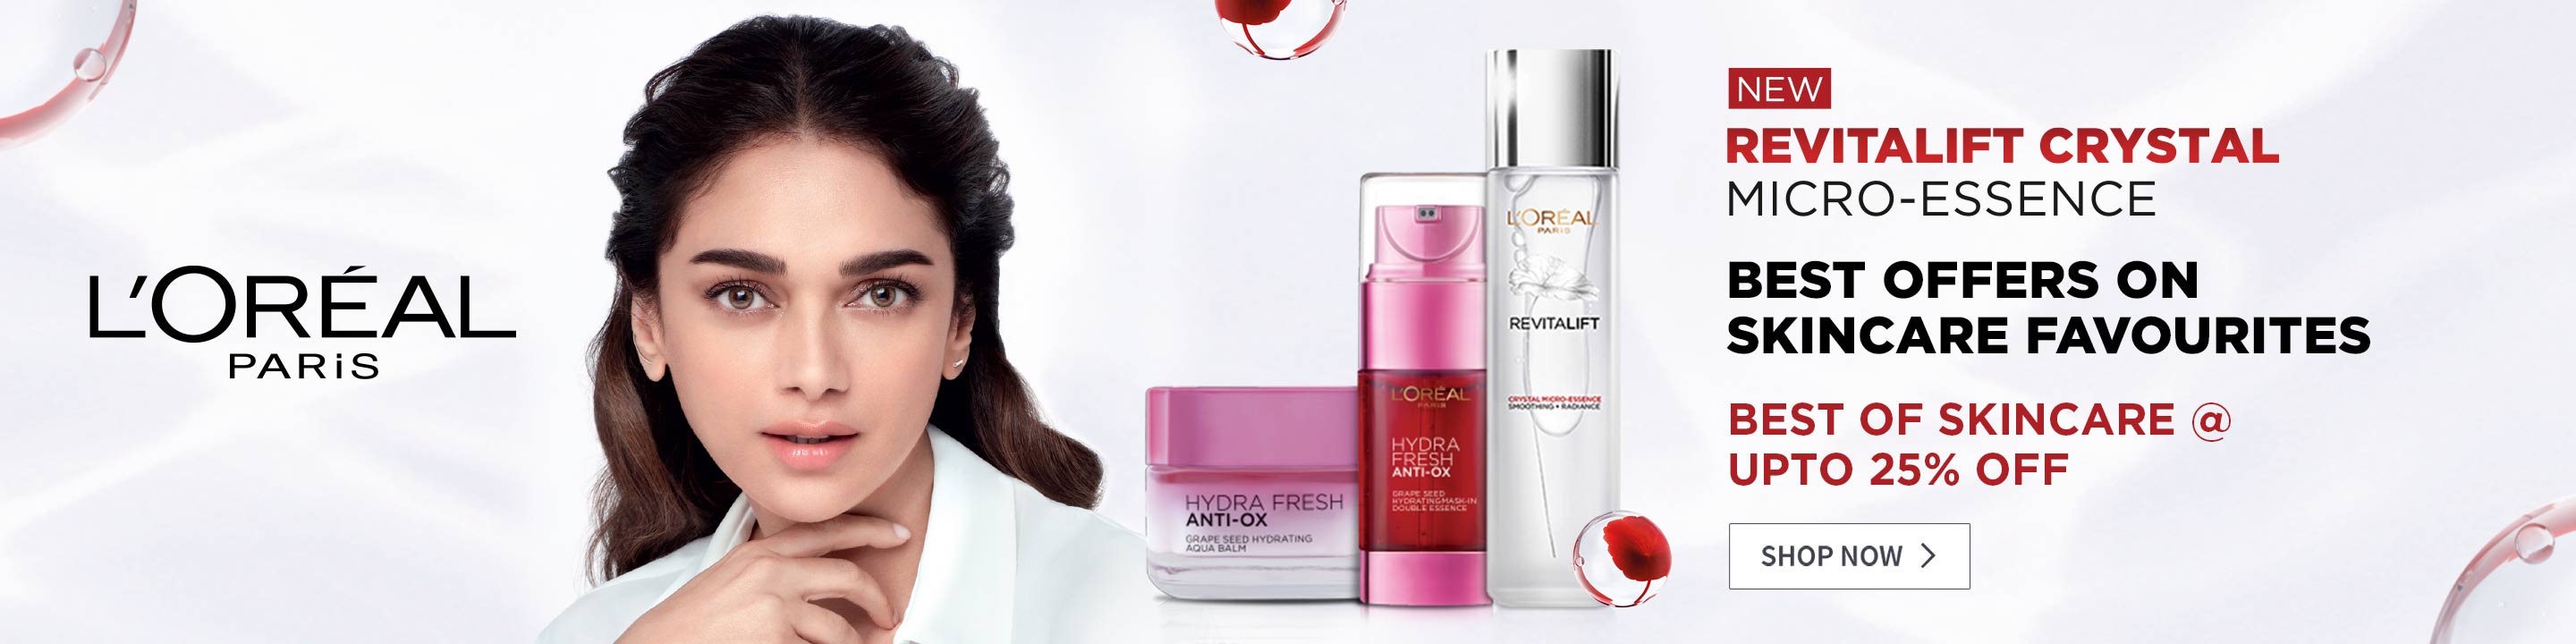 L'ORÉAL
PARiS
HYDRA FRESH
ANTI-OX
GRAPE SEED HYDRATING
AQUA BALM
L'ORÉAL
PARIS
HYDRA
FRESH
ANTI-OX
GRAPE SEED
HYDRATING MASK-IN
DOUBLE ESSENCE
L'ORÉAL
PARIS
REVITALIFT
CRYSTAL MICRO-ESSENCE
SMOOTHING + RADIANCE
NEW
REVITALIFT CRYSTAL
MICRO-ESSENCE
BEST OFFERS ON
SKINCARE FAVOURITES
BEST OF SKINCARE @
UPTO 25% OFF
SHOP NOW >